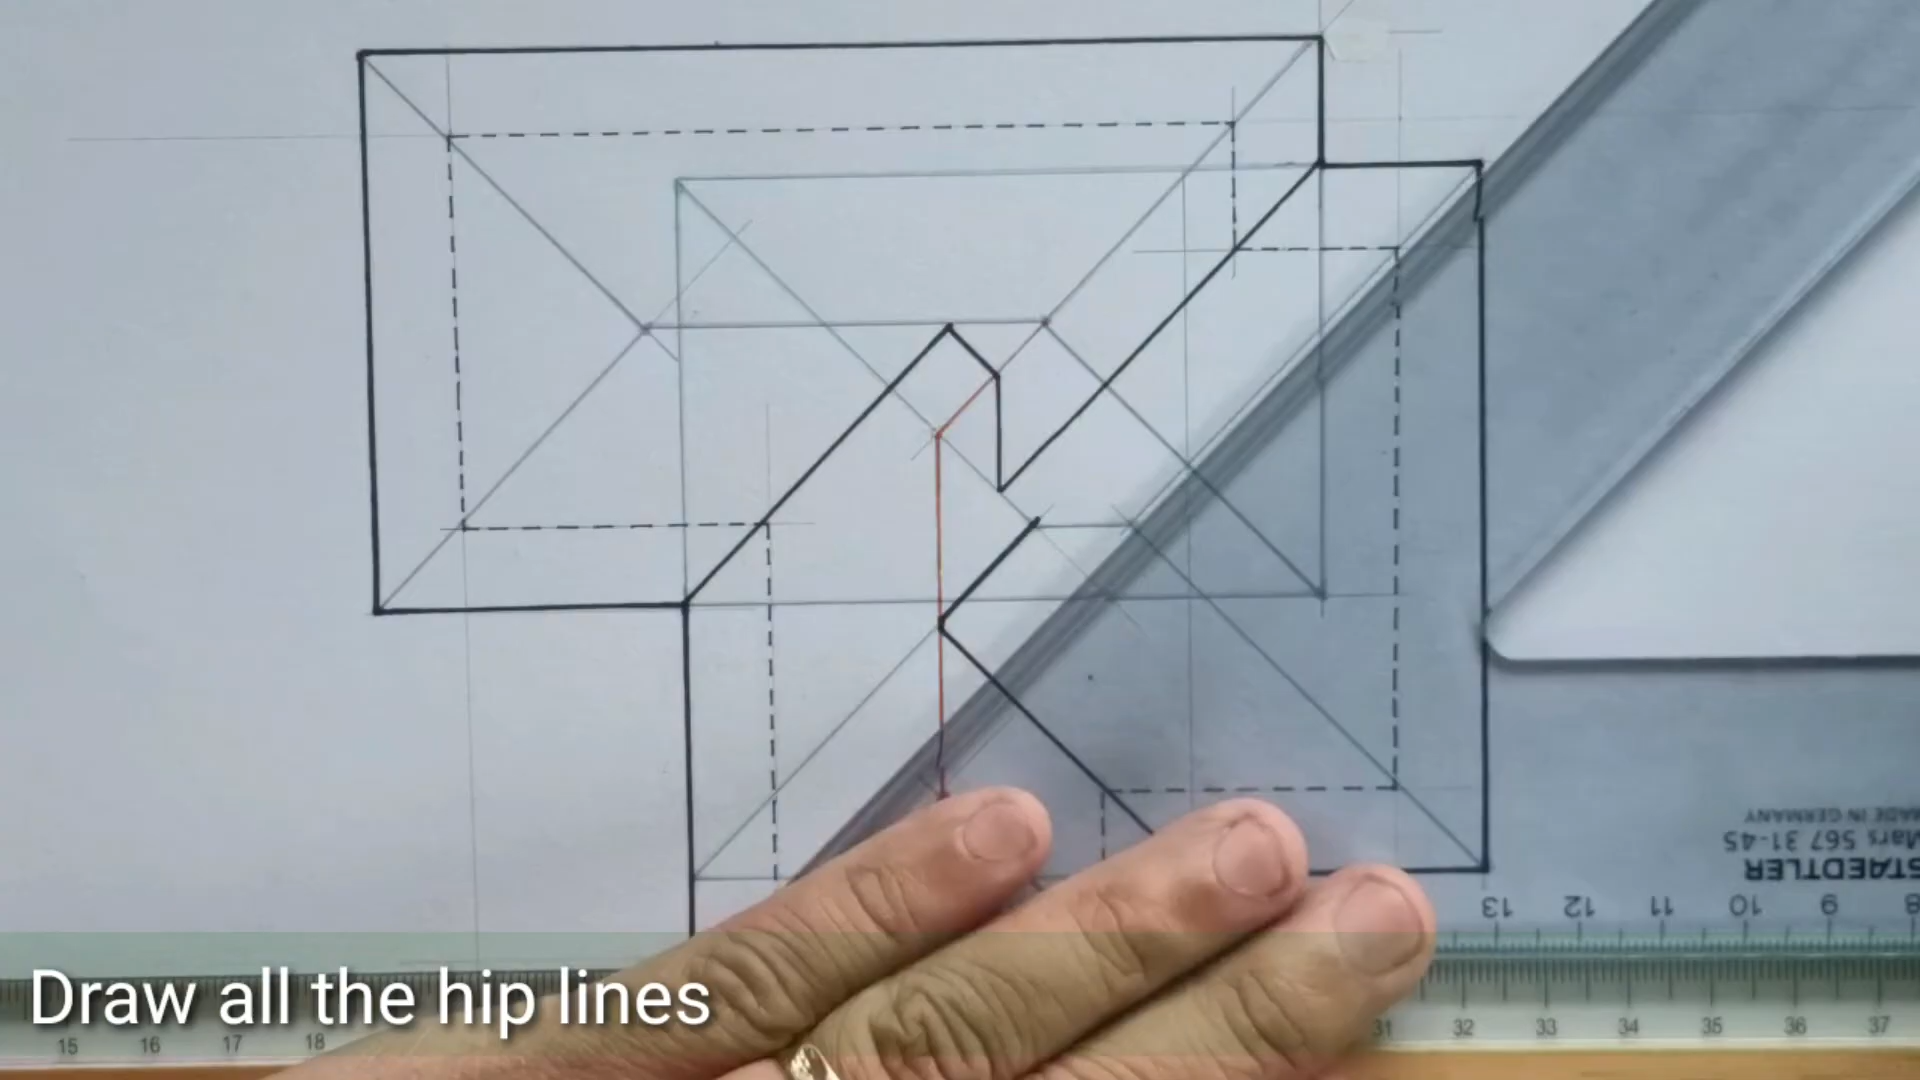 MADE IN GERMANY
Mars 567 31-45
STAEDTLER
13 12 11 10 9 8
Draw all the hip lines
15 16 17 18 31 32 33 34 35 36 37